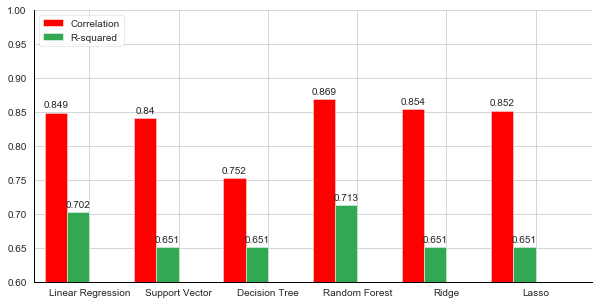 1.00
0.95
0.90
0.85
0.80
0.75
0.70
0.65
0.60
Correlation
R-squared
0.849
0.702
0.84
0.651
0.752
0.651
0.869
0.713
0.854
0.651
0.852
0.651
Linear Regression
Support Vector
Decision Tree
Random Forest
Ridge
Lasso